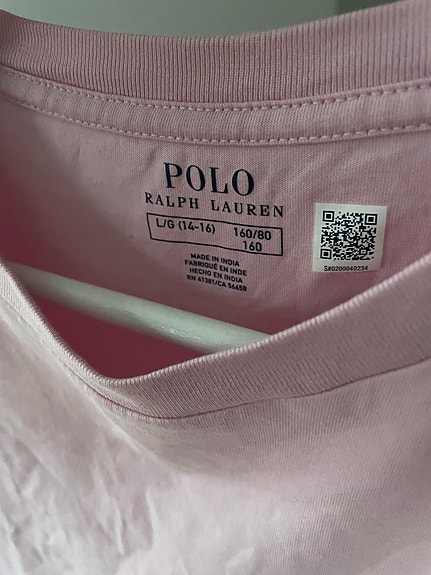 POLO
RALPH LAUREN
L/G (14-16) 160/80
160
MADE IN INDIA
FABRIQUÉ EN INDE
HECHO EN INDIA
RN 41381/CA 56658
S#0200040234